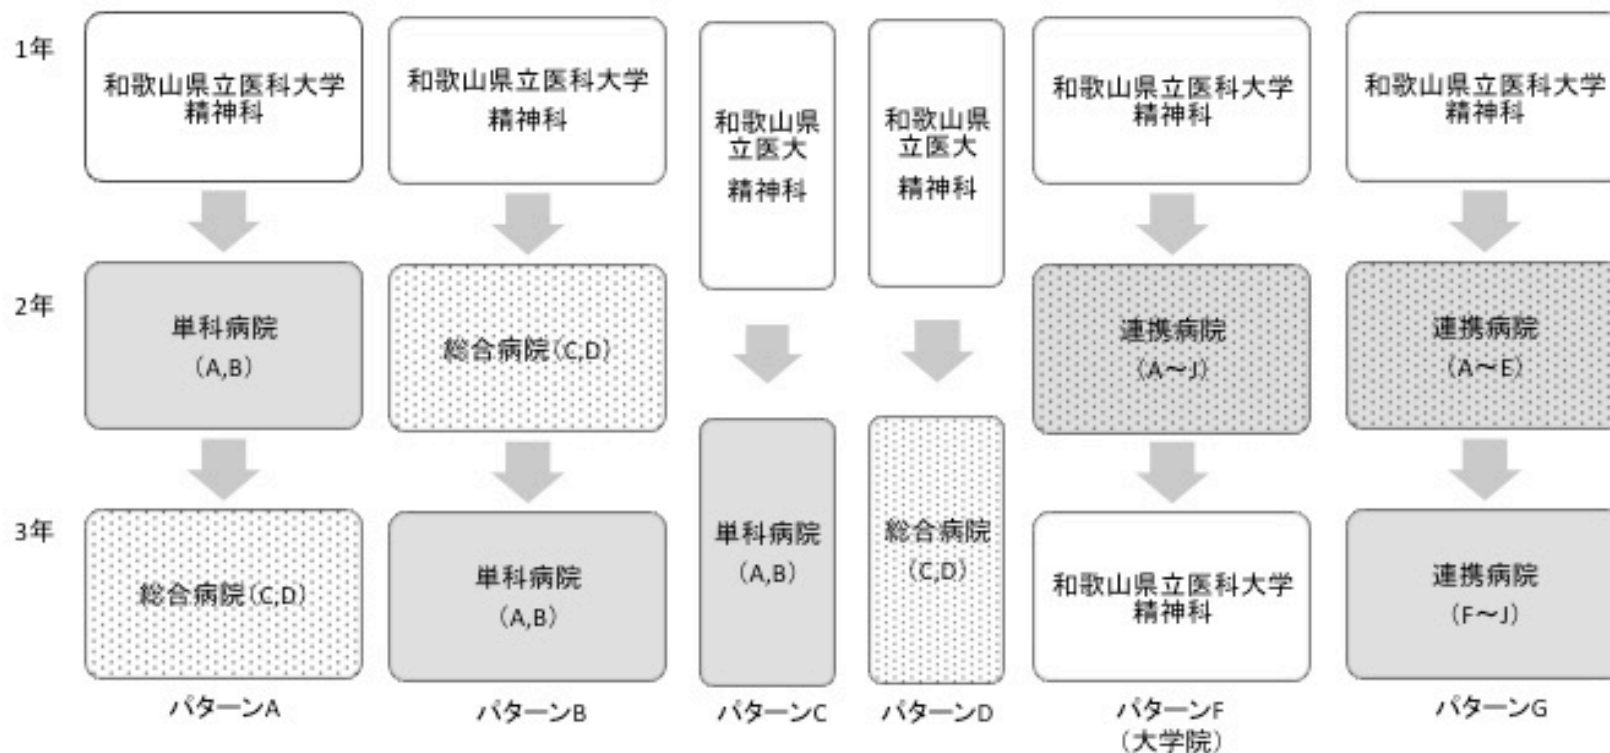 1年
和歌山県立医科大学
精神科
和歌山県立医科大学
精神科
和歌山県
立医大
精神科
和歌山県
立医大
精神科
和歌山県立医科大学
精神科
和歌山県立医科大学
精神科
2年
単科病院
(A,B)
総合病院(C,D)
連携病院
(A～J)
連携病院
(A～E)
3年
総合病院(C,D)
単科病院
(A,B)
単科病院
(A,B)
総合病院
(C,D)
和歌山県立医科大学
精神科
連携病院
(F～J)
パターンA
パターンB
パターンC
パターンD
パターンF
(大学院)
パターンG